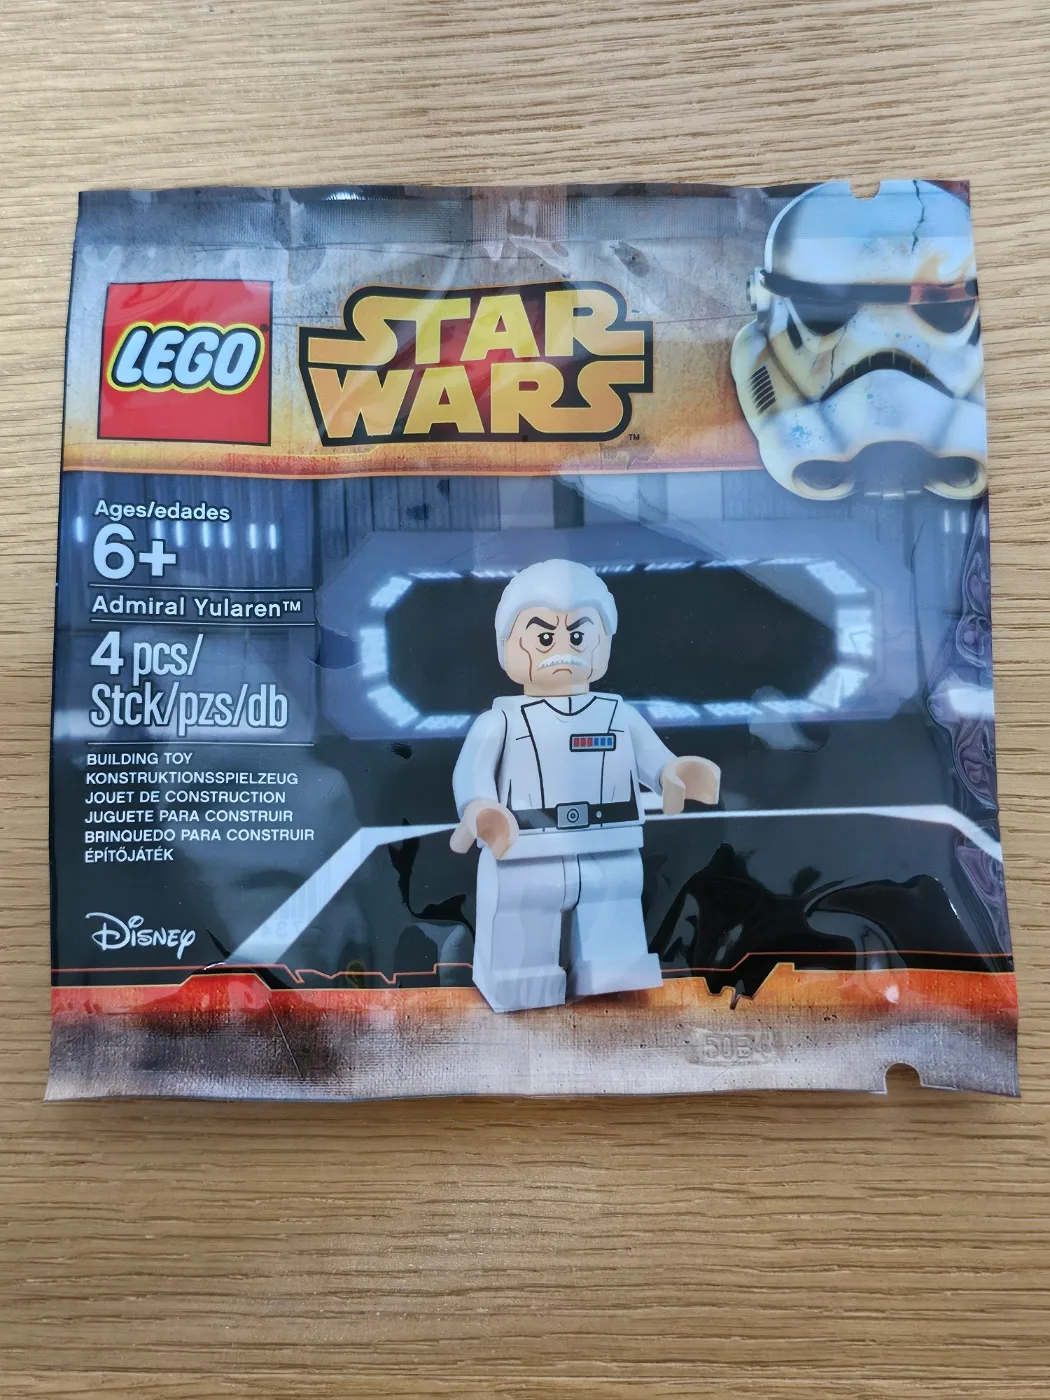 LEGO
STAR
WARS
™
Ages/edades
6+
Admiral Yularen™
4 pcs/
Stck/pzs/db
BUILDING TOY
KONSTRUKTIONSSPIELZEUG
JOUET DE CONSTRUCTION
JUGUETE PARA CONSTRUIR
BRINQUEDO PARA CONSTRUIR
ÉPÍTŐJÁTÉK
DISNEY